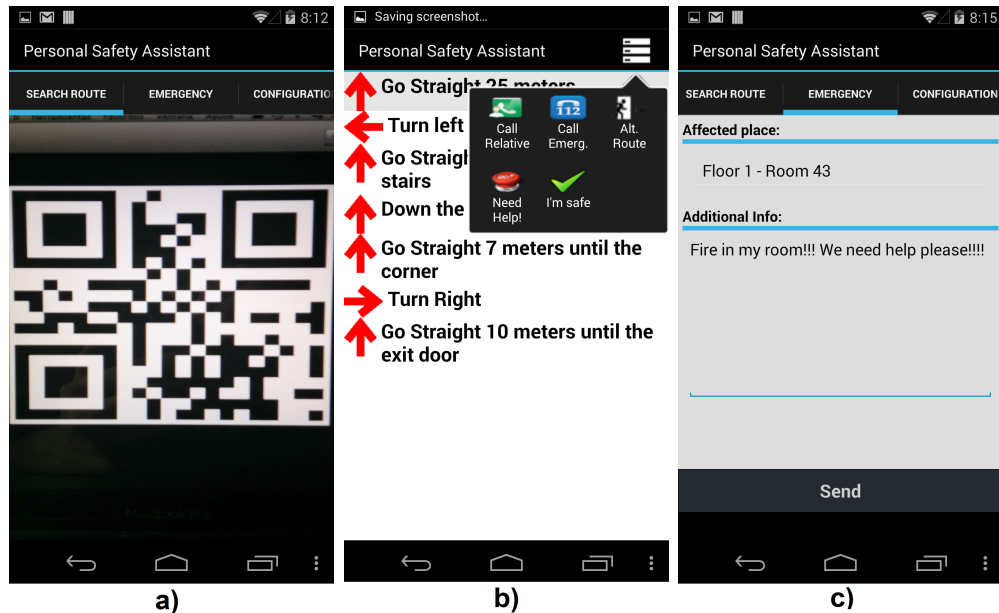 8:12
Personal Safety Assistant
SEARCH ROUTE
EMERGENCY
CONFIGURATIO
MacBook Pro
a)
Saving screenshot...
Personal Safety Assistant
Go Straight 25 meters
Turn left
Go Straigh
stairs
Down the
Go Straight 7 meters until the
corner
Turn Right
Go Straight 10 meters until the
exit door
Call
Relative
112
Call
Emerg.
Alt.
Route
Need
Help!
I'm safe
b)
8:15
Personal Safety Assistant
SEARCH ROUTE
EMERGENCY
CONFIGURATION
Affected place:
Floor 1 - Room 43
Additional Info:
Fire in my room!!! We need help please!!!!
Send
c)